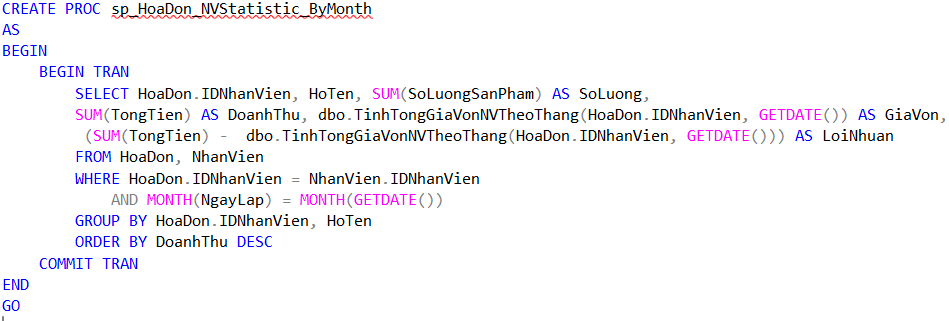 CREATE PROC sp_HoaDon_NVStatistic_ByMonth
AS
BEGIN
BEGIN TRAN
SELECT HoaDon.IDNhanVien, HoTen, SUM(SoLuongSanPham) AS SoLuong,
SUM(TongTien) AS DoanhThu, dbo.TinhTongGiaVonNVTheoThang(HoaDon.IDNhanVien, GETDATE()) AS GiaVon,
(SUM(TongTien) - dbo.TinhTongGiaVonNVTheoThang(HoaDon.IDNhanVien, GETDATE())) AS LoiNhuan
FROM HoaDon, NhanVien
WHERE HoaDon.IDNhanVien = NhanVien.IDNhanVien
AND MONTH(NgayLap) = MONTH(GETDATE())
GROUP BY HoaDon.IDNhanVien, HoTen
ORDER BY DoanhThu DESC
COMMIT TRAN
END
GO